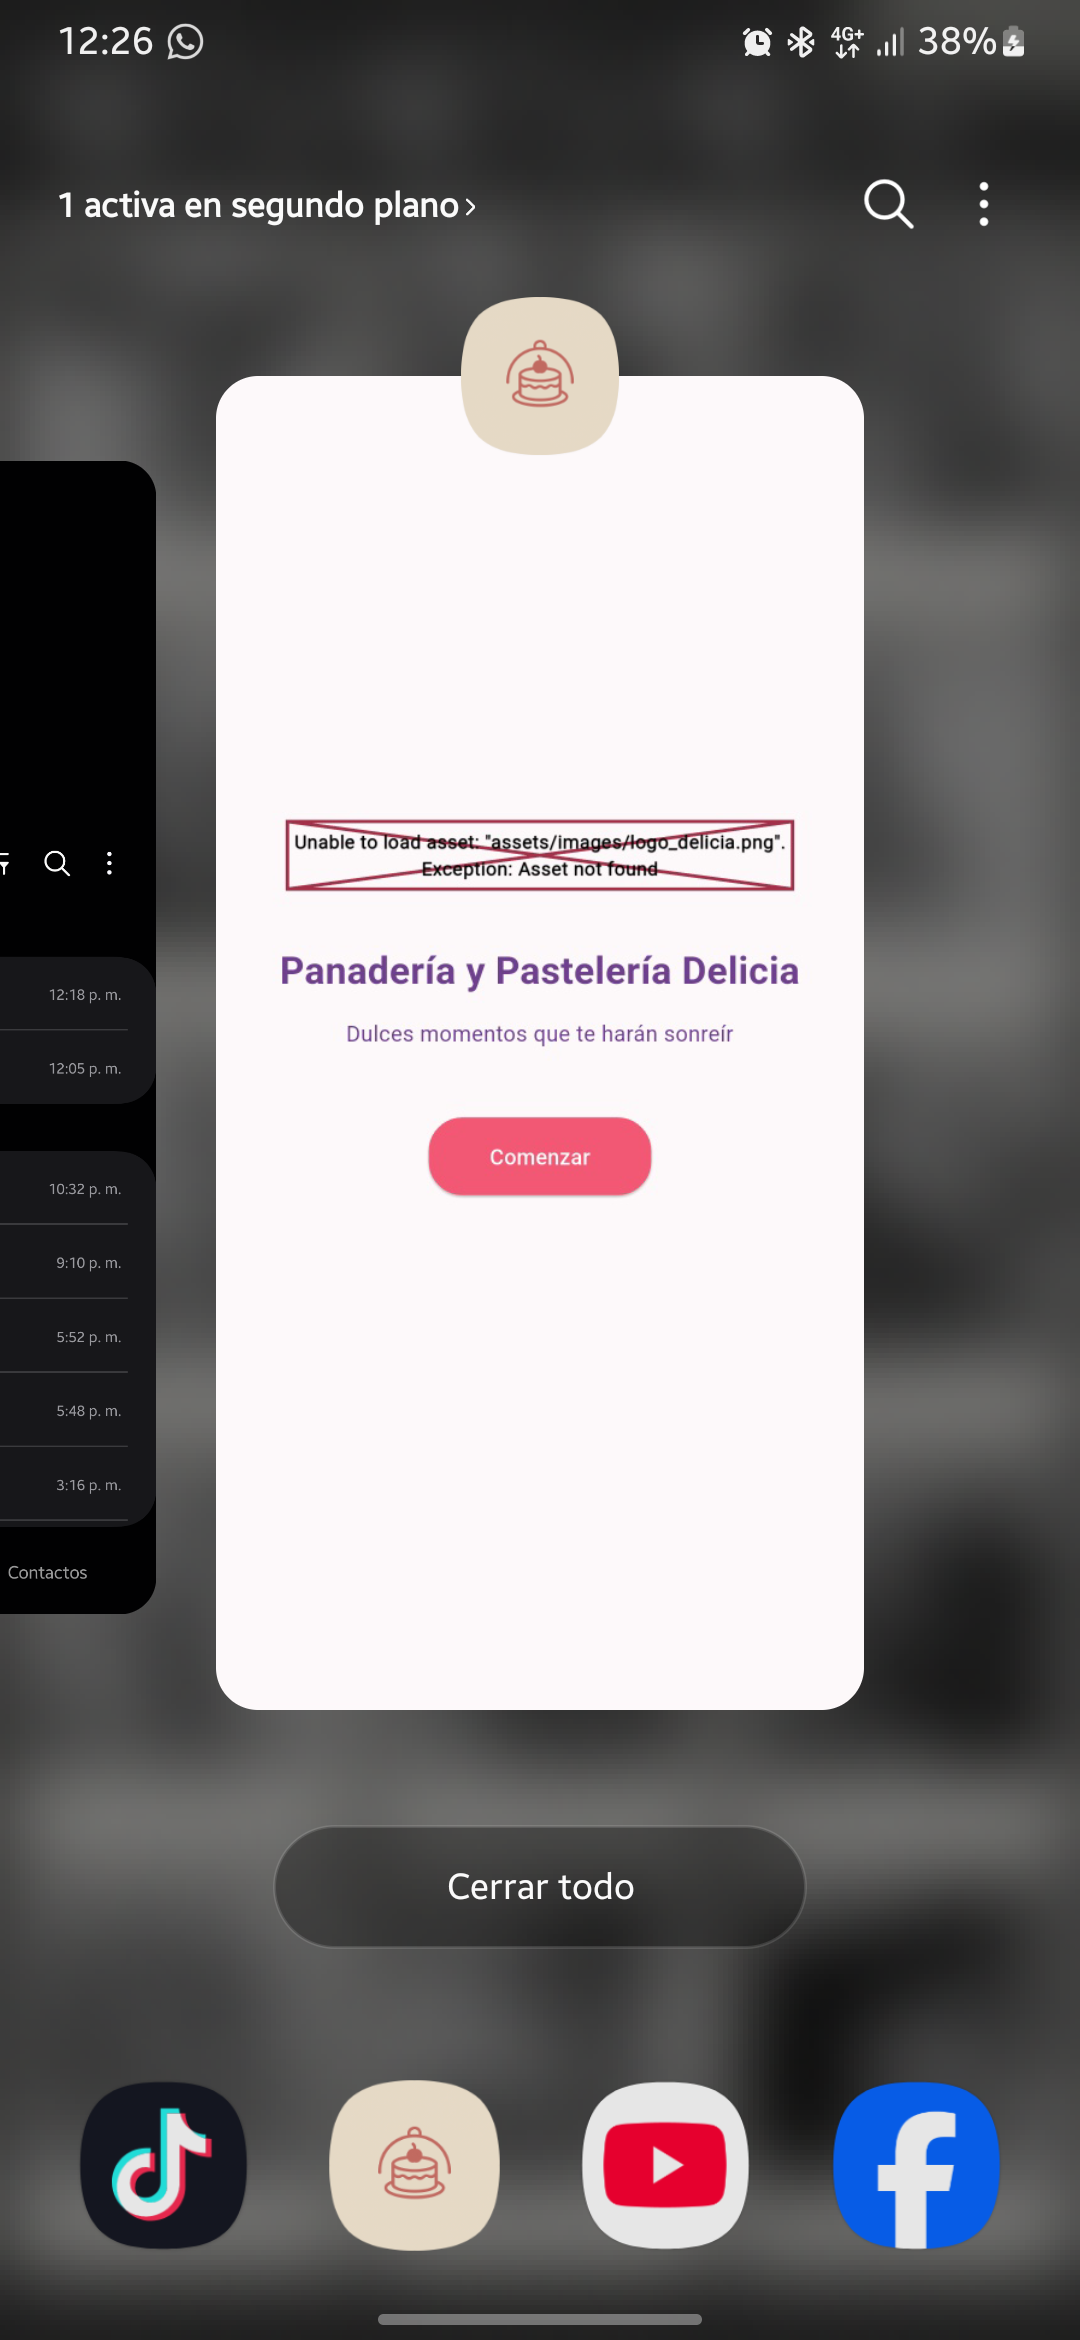 12:26
4G+
38%
1 activa en segundo plano
12:18 p. m.
12:05 p. m.
10:32 p. m.
9:10 p. m.
5:52 p. m.
5:48 p. m.
3:16 p. m.
Contactos
Unable to load asset: "assets/images/logo_delicia.png".
Exception: Asset not found
Panadería y Pastelería Delicia
Dulces momentos que te harán sonreír
Comenzar
Cerrar todo